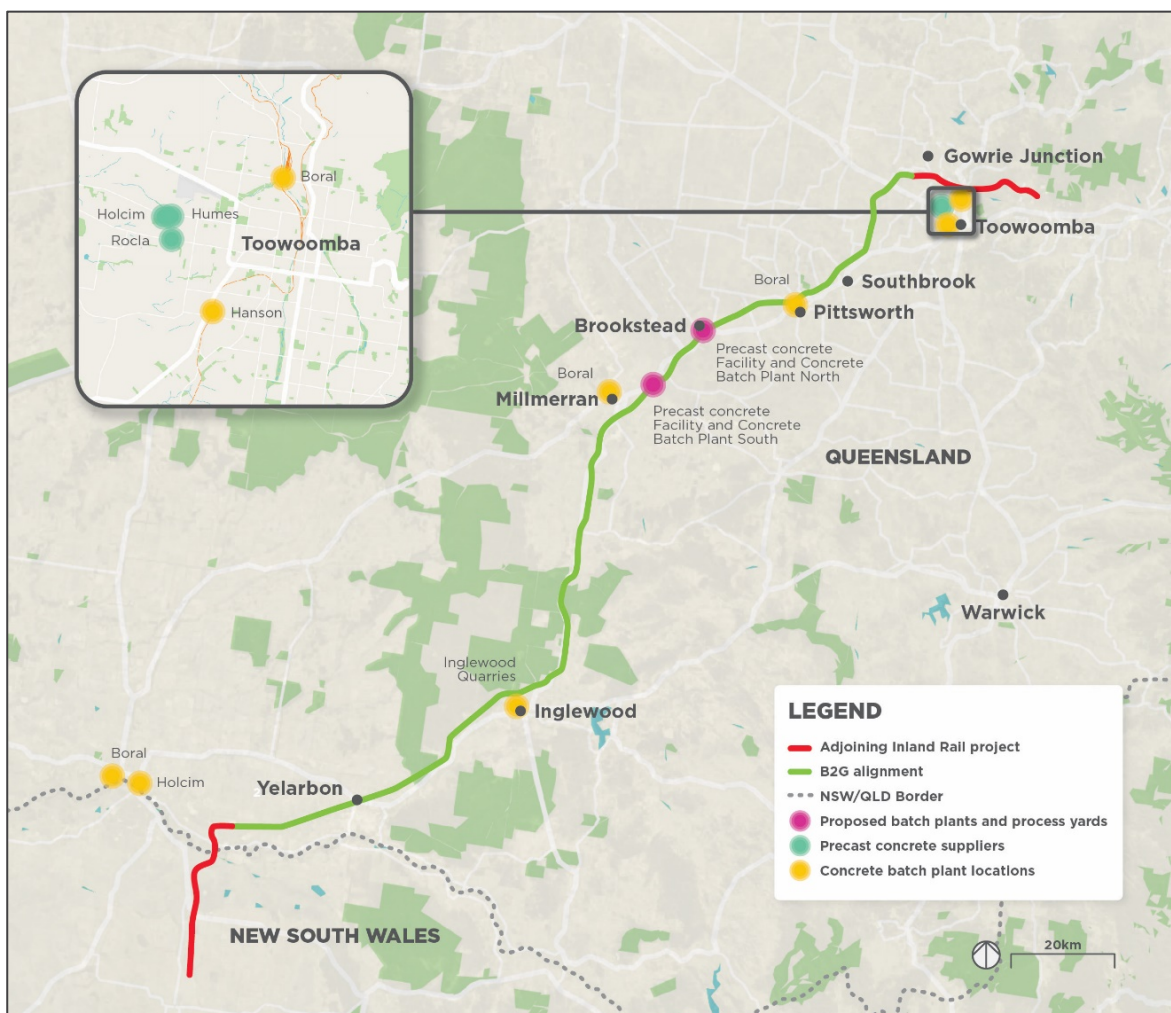 Boral
Holcim
Humes
Rocla
Toowoomba
Hanson
Gowrie Junction
Toowoomba
Southbrook
Boral
Pittsworth
Brookstead
Precast concrete
Facility and Concrete
Batch Plant North
Boral
Millmerran
Precast concrete
Facility and Concrete
Batch Plant South
QUEENSLAND
Warwick
Inglewood
Quarries
Inglewood
Boral
Holcim
Yelarbon
NEW SOUTH WALES
LEGEND
Adjoining Inland Rail project
B2G alignment
NSW/QLD Border
Proposed batch plants and process yards
Precast concrete suppliers
Concrete batch plant locations
20km